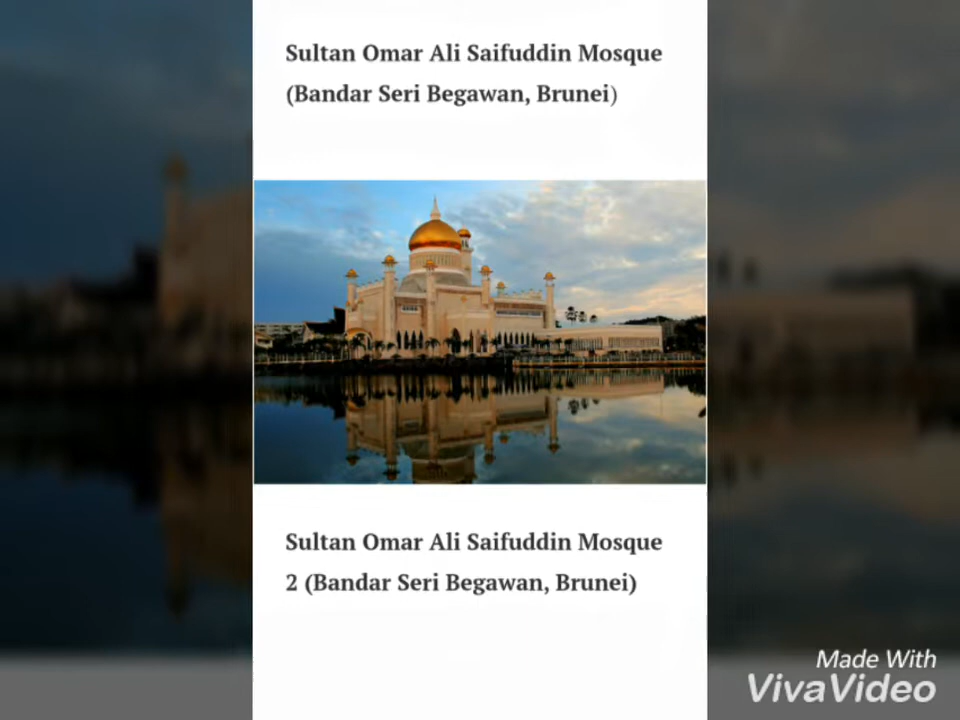 Sultan Omar Ali Saifuddin Mosque
(Bandar Seri Begawan, Brunei)
Sultan Omar Ali Saifuddin Mosque
2 (Bandar Seri Begawan, Brunei)
Made With
VivaVideo